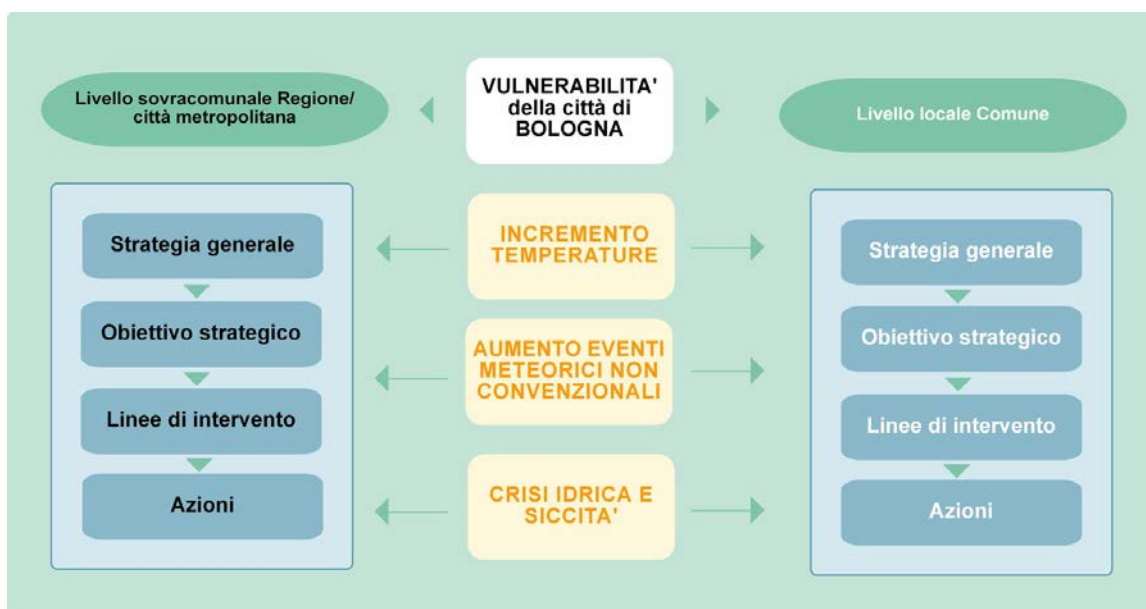 Livello sovracomunale Regione/
città metropolitana
VULNERABILITA'
della città di
BOLOGNA
Livello locale Comune
Strategia generale
Obiettivo strategico
Linee di intervento
Azioni
INCREMENTO
TEMPERATURE
AUMENTO EVENTI
METEORICI NON
CONVENZIONALI
CRISI IDRICA E
SICCITA'
Strategia generale
Obiettivo strategico
Linee di intervento
Azioni